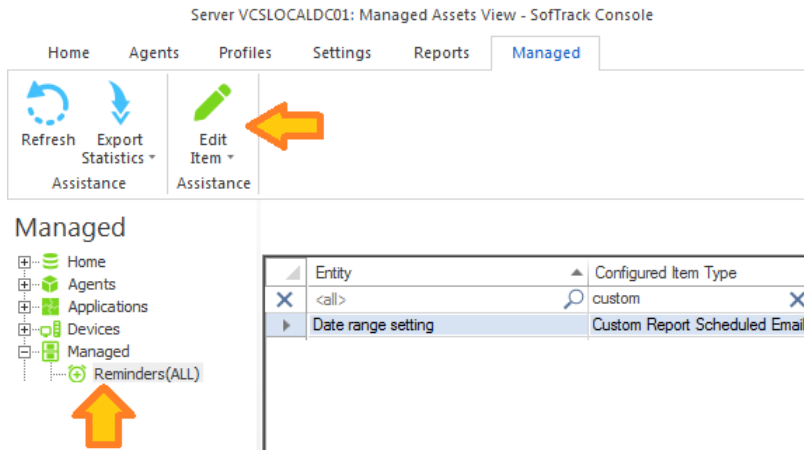 Server VCSLOCALDC01: Managed Assets View - SofTrack Console
Home Agents Profiles Settings Reports Managed
Refresh Export Statistics Edit Item
Assistance Assistance
Managed
Home
Agents
Applications
Devices
Managed
Reminders(ALL)
Entity Configured Item Type
<all> custom
Date range setting Custom Report Scheduled Email